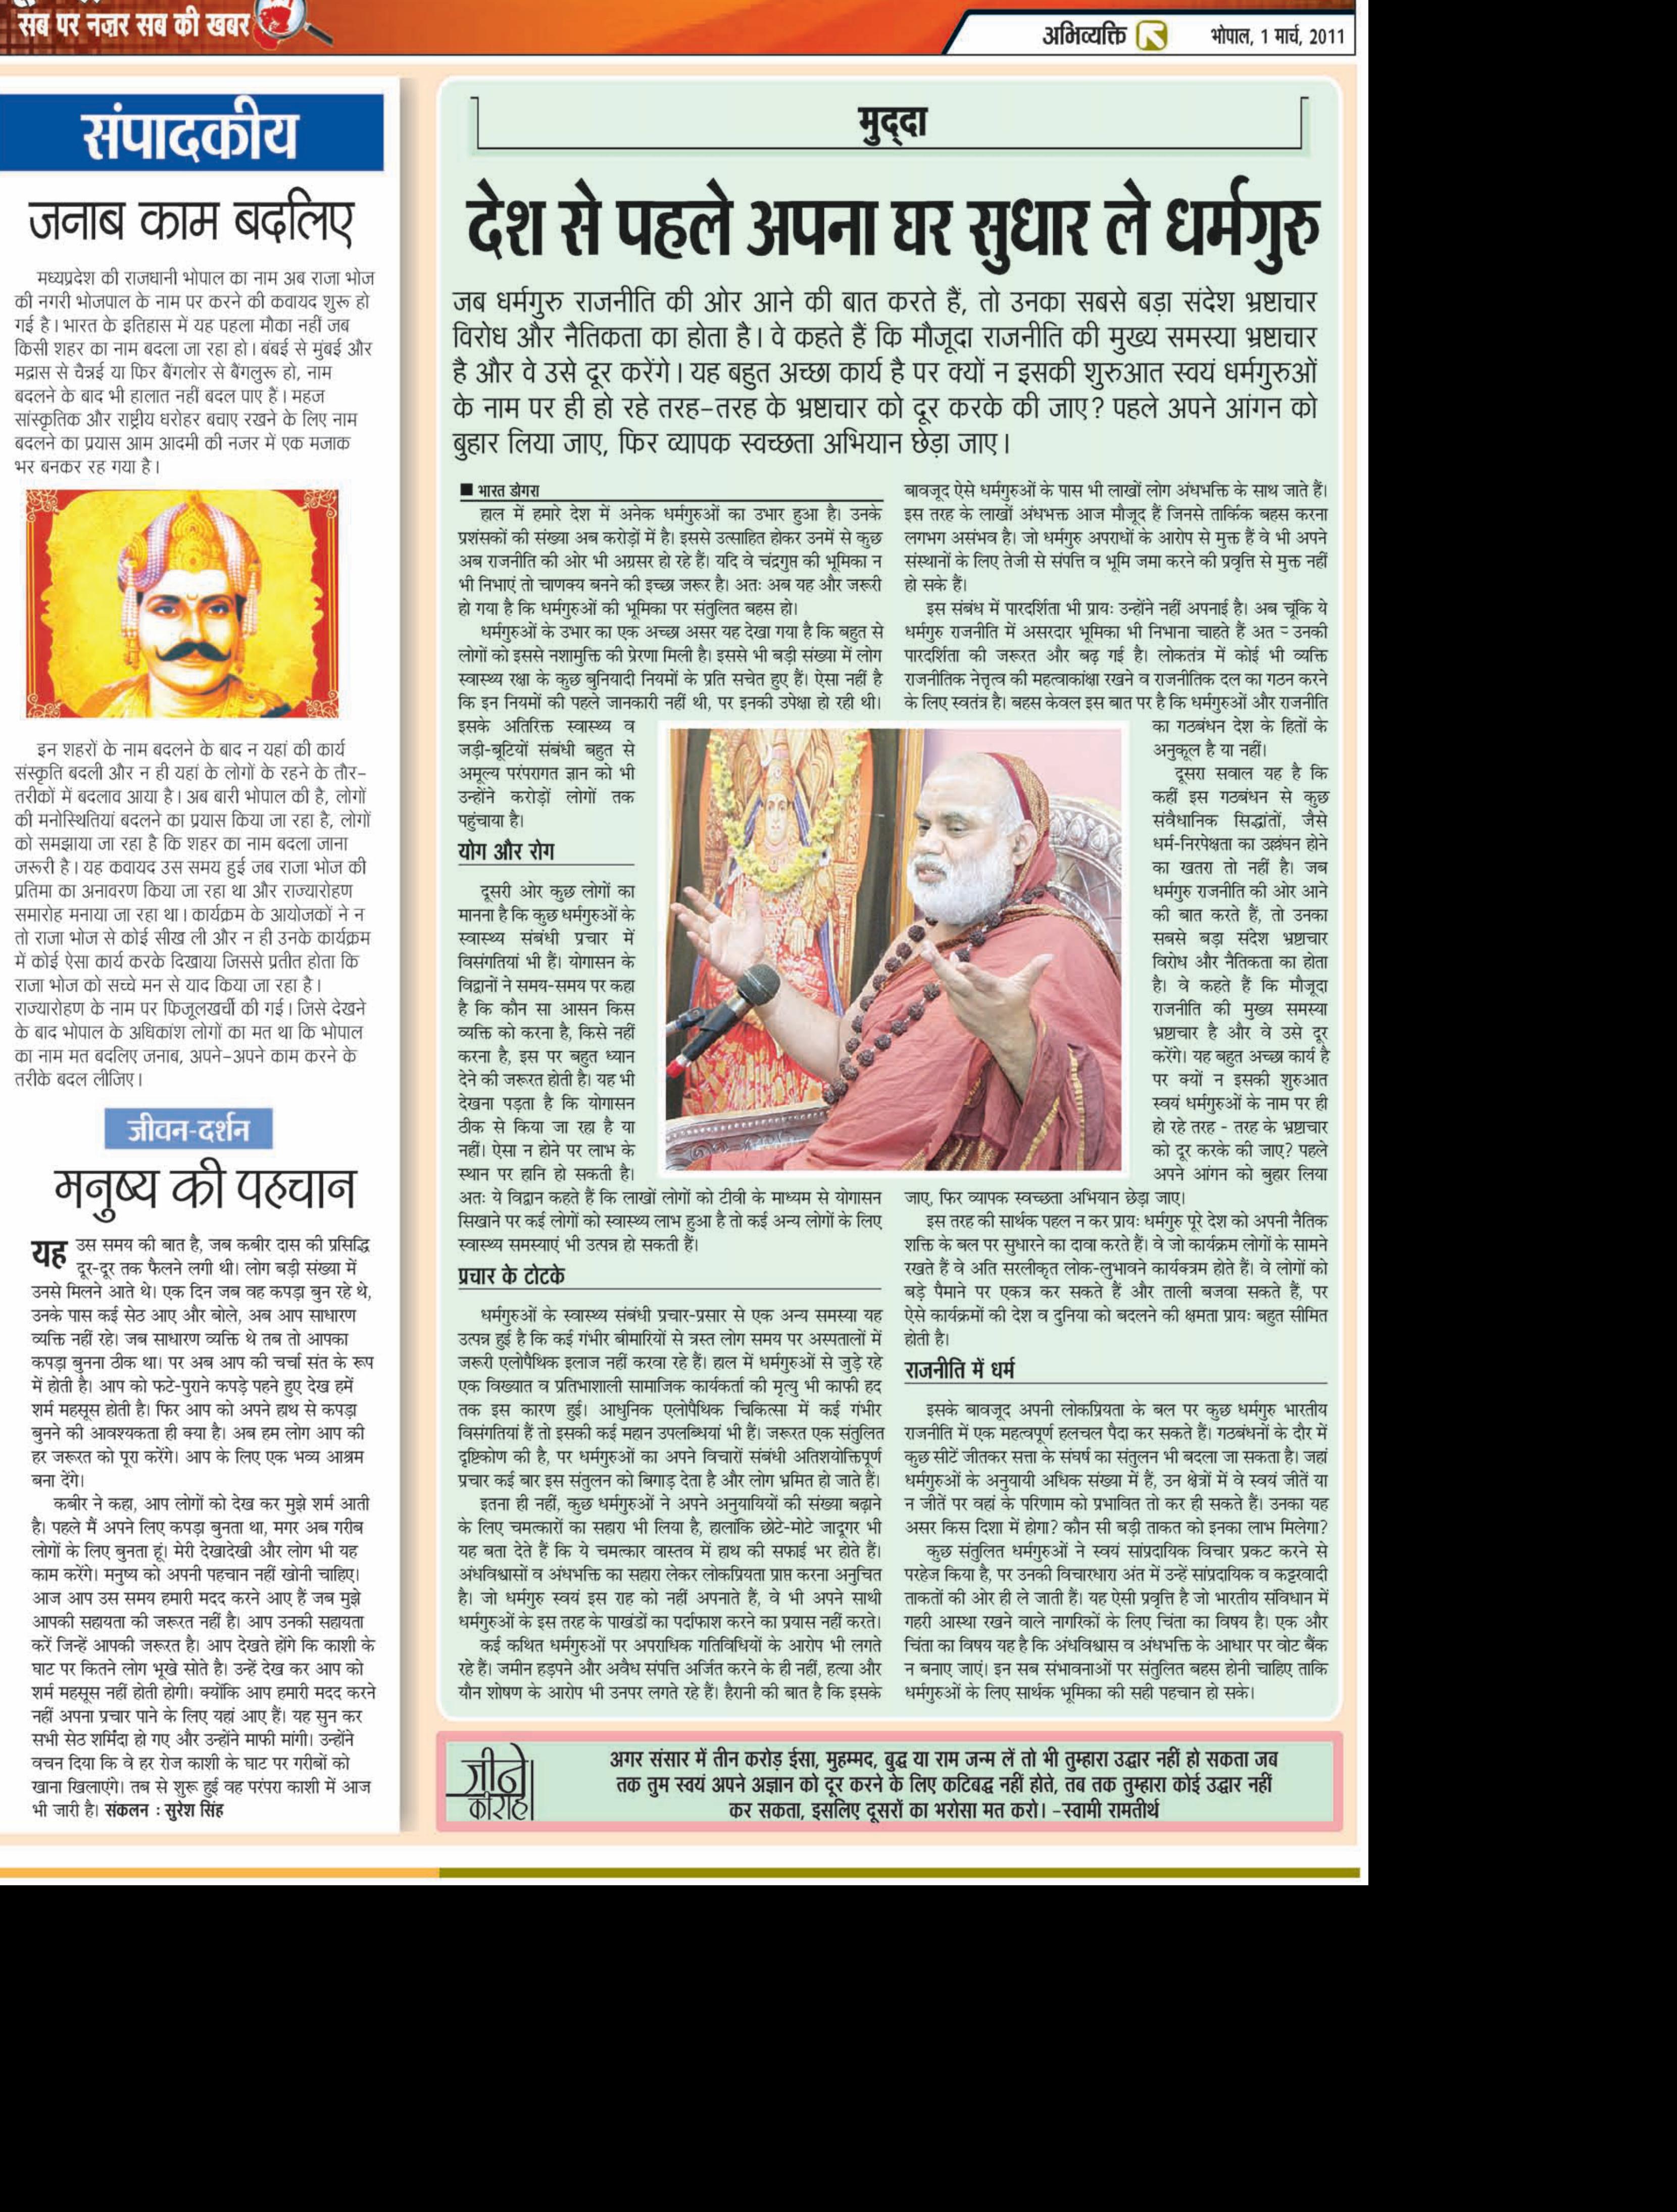 सब पर नज़र सब की खबर
अभिव्यक्ति
भोपाल, 1 मार्च, 2011
संपादकीय
जनाब काम बदलिए
मध्यप्रदेश की राजधानी भोपाल का नाम अब राजा भोज
की नगरी भोजपाल के नाम पर करने की कवायद शुरू हो
गई है। भारत के इतिहास में यह पहला मौका नहीं जब
किसी शहर का नाम बदला जा रहा हो। बंबई से मुंबई और
मद्रास से चैन्नई या फिर बैंगलोर से बैंगलुरू हो, नाम
बदलने के बाद भी हालात नहीं बदल पाए हैं। महज
सांस्कृतिक और राष्ट्रीय धरोहर बचाए रखने के लिए नाम
बदलने का प्रयास आम आदमी की नजर में एक मजाक
भर बनकर रह गया है।
इन शहरों के नाम बदलने के बाद न यहां की कार्य
संस्कृति बदली और न ही यहां के लोगों के रहने के तौर-
तरीकों में बदलाव आया है। अब बारी भोपाल की है, लोगों
की मनोस्थितियां बदलने का प्रयास किया जा रहा है, लोगों
को समझाया जा रहा है कि शहर का नाम बदला जाना
जरूरी है। यह कवायद उस समय हुई जब राजा भोज की
प्रतिमा का अनावरण किया जा रहा था और राज्यारोहण
समारोह मनाया जा रहा था। कार्यक्रम के आयोजकों ने न
तो राजा भोज से कोई सीख ली और न ही उनके कार्यक्रम
में कोई ऐसा कार्य करके दिखाया जिससे प्रतीत होता कि
राजा भोज को सच्चे मन से याद किया जा रहा है।
राज्यारोहण के नाम पर फिजूलखर्ची की गई। जिसे देखने
के बाद भोपाल के अधिकांश लोगों का मत था कि भोपाल
का नाम मत बदलिए जनाब, अपने-अपने काम करने के
तरीके बदल लीजिए।
जीवन-दर्शन
मनुष्य की पहचान
यह उस समय की बात है, जब कबीर दास की प्रसिद्धि
दूर-दूर तक फैलने लगी थी। लोग बड़ी संख्या में
उनसे मिलने आते थे। एक दिन जब वह कपड़ा बुन रहे थे,
उनके पास कई सेठ आए और बोले, अब आप साधारण
व्यक्ति नहीं रहे। जब साधारण व्यक्ति थे तब तो आपका
कपड़ा बुनना ठीक था। पर अब आप की चर्चा संत के रूप
में होती है। आप को फटे-पुराने कपड़े पहने हुए देख हमें
शर्म महसूस होती है। फिर आप को अपने हाथ से कपड़ा
बुनने की आवश्यकता ही क्या है। अब हम लोग आप की
हर जरूरत को पूरा करेंगे। आप के लिए एक भव्य आश्रम
बना देंगे।
कबीर ने कहा, आप लोगों को देख कर मुझे शर्म आती
है। पहले मैं अपने लिए कपड़ा बुनता था, मगर अब गरीब
लोगों के लिए बुनता हूं। मेरी देखादेखी और लोग भी यह
काम करेंगे। मनुष्य को अपनी पहचान नहीं खोनी चाहिए।
आज आप उस समय हमारी मदद करने आए हैं जब मुझे
आपकी सहायता की जरूरत नहीं है। आप उनकी सहायता
करें जिन्हें आपकी जरूरत है। आप देखते होंगे कि काशी के
घाट पर कितने लोग भूखे सोते है। उन्हें देख कर आप को
शर्म महसूस नहीं होती होगी। क्योंकि आप हमारी मदद करने
नहीं अपना प्रचार पाने के लिए यहां आए हैं। यह सुन कर
सभी सेठ शर्मिंदा हो गए और उन्होंने माफी मांगी। उन्होंने
वचन दिया कि वे हर रोज काशी के घाट पर गरीबों को
खाना खिलाएंगे। तब से शुरू हुई वह परंपरा काशी में आज
भी जारी है। संकलन : सुरेश सिंह
मुद्दा
देश से पहले अपना घर सुधार ले धर्मगुरु
जब धर्मगुरु राजनीति की ओर आने की बात करते हैं, तो उनका सबसे बड़ा संदेश भ्रष्टाचार
विरोध और नैतिकता का होता है। वे कहते हैं कि मौजूदा राजनीति की मुख्य समस्या भ्रष्टाचार
है और वे उसे दूर करेंगे। यह बहुत अच्छा कार्य है पर क्यों न इसकी शुरुआत स्वयं धर्मगुरुओं
के नाम पर ही हो रहे तरह-तरह के भ्रष्टाचार को दूर करके की जाए? पहले अपने आंगन को
बुहार लिया जाए, फिर व्यापक स्वच्छता अभियान छेड़ा जाए।
■ भारत डोगरा
हाल में हमारे देश में अनेक धर्मगुरुओं का उभार हुआ है। उनके
प्रशंसकों की संख्या अब करोड़ों में है। इससे उत्साहित होकर उनमें से कुछ
अब राजनीति की ओर भी अग्रसर हो रहे हैं। यदि वे चंद्रगुप्त की भूमिका न
भी निभाएं तो चाणक्य बनने की इच्छा जरूर है। अतः अब यह और जरूरी
हो गया है कि धर्मगुरुओं की भूमिका पर संतुलित बहस हो।
धर्मगुरुओं के उभार का एक अच्छा असर यह देखा गया है कि बहुत से
लोगों को इससे नशामुक्ति की प्रेरणा मिली है। इससे भी बड़ी संख्या में लोग
स्वास्थ्य रक्षा के कुछ बुनियादी नियमों के प्रति सचेत हुए हैं। ऐसा नहीं है
कि इन नियमों की पहले जानकारी नहीं थी, पर इनकी उपेक्षा हो रही थी।
इसके अतिरिक्त स्वास्थ्य व
जड़ी-बूटियों संबंधी बहुत से
अमूल्य परंपरागत ज्ञान को भी
उन्होंने करोड़ों लोगों तक
पहुंचाया है।
योग और रोग
दूसरी ओर कुछ लोगों का
मानना है कि कुछ धर्मगुरुओं के
स्वास्थ्य संबंधी प्रचार में
विसंगतियां भी हैं। योगासन के
विद्वानों ने समय-समय पर कहा
है कि कौन सा आसन किस
व्यक्ति को करना है, किसे नहीं
करना है, इस पर बहुत ध्यान
देने की जरूरत होती है। यह भी
देखना पड़ता है कि योगासन
ठीक से किया जा रहा है या
नहीं। ऐसा न होने पर लाभ के
स्थान पर हानि हो सकती है।
अतः ये विद्वान कहते हैं कि लाखों लोगों को टीवी के माध्यम से योगासन
सिखाने पर कई लोगों को स्वास्थ्य लाभ हुआ है तो कई अन्य लोगों के लिए
स्वास्थ्य समस्याएं भी उत्पन्न हो सकती हैं।
प्रचार के टोटके
धर्मगुरुओं के स्वास्थ्य संबंधी प्रचार-प्रसार से एक अन्य समस्या यह
उत्पन्न हुई है कि कई गंभीर बीमारियों से त्रस्त लोग समय पर अस्पतालों में
जरूरी एलोपैथिक इलाज नहीं करवा रहे हैं। हाल में धर्मगुरुओं से जुड़े रहे
एक विख्यात व प्रतिभाशाली सामाजिक कार्यकर्ता की मृत्यु भी काफी हद
तक इस कारण हुई। आधुनिक एलोपैथिक चिकित्सा में कई गंभीर
विसंगतियां हैं तो इसकी कई महान उपलब्धियां भी हैं। जरूरत एक संतुलित
दृष्टिकोण की है, पर धर्मगुरुओं का अपने विचारों संबंधी अतिशयोक्तिपूर्ण
प्रचार कई बार इस संतुलन को बिगाड़ देता है और लोग भ्रमित हो जाते हैं।
इतना ही नहीं, कुछ धर्मगुरुओं ने अपने अनुयायियों की संख्या बढ़ाने
के लिए चमत्कारों का सहारा भी लिया है, हालांकि छोटे-मोटे जादूगर भी
यह बता देते हैं कि ये चमत्कार वास्तव में हाथ की सफाई भर होते हैं।
अंधविश्वासों व अंधभक्ति का सहारा लेकर लोकप्रियता प्राप्त करना अनुचित
है। जो धर्मगुरु स्वयं इस राह को नहीं अपनाते हैं, वे भी अपने साथी
धर्मगुरुओं के इस तरह के पाखंडों का पर्दाफाश करने का प्रयास नहीं करते।
कई कथित धर्मगुरुओं पर अपराधिक गतिविधियों के आरोप भी लगते
रहे हैं। जमीन हड़पने और अवैध संपत्ति अर्जित करने के ही नहीं, हत्या और
यौन शोषण के आरोप भी उनपर लगते रहे हैं। हैरानी की बात है कि इसके
बावजूद ऐसे धर्मगुरुओं के पास भी लाखों लोग अंधभक्ति के साथ जाते हैं।
इस तरह के लाखों अंधभक्त आज मौजूद हैं जिनसे तार्किक बहस करना
लगभग असंभव है। जो धर्मगुरु अपराधों के आरोप से मुक्त हैं वे भी अपने
संस्थानों के लिए तेजी से संपत्ति व भूमि जमा करने की प्रवृत्ति से मुक्त नहीं
हो सके हैं।
इस संबंध में पारदर्शिता भी प्रायः उन्होंने नहीं अपनाई है। अब चूंकि ये
धर्मगुरु राजनीति में असरदार भूमिका भी निभाना चाहते हैं अत - उनकी
पारदर्शिता की जरूरत और बढ़ गई है। लोकतंत्र में कोई भी व्यक्ति
राजनीतिक नेत्तृत्व की महत्वाकांक्षा रखने व राजनीतिक दल का गठन करने
के लिए स्वतंत्र है। बहस केवल इस बात पर है कि धर्मगुरुओं और राजनीति
का गठबंधन देश के हितों के
अनुकूल है या नहीं।
दूसरा सवाल यह है कि
कहीं इस गठबंधन से कुछ
संवैधानिक सिद्धांतों, जैसे
धर्म-निरपेक्षता का उल्लंघन होने
का खतरा तो नहीं है। जब
धर्मगुरु राजनीति की ओर आने
की बात करते हैं, तो उनका
सबसे बड़ा संदेश भ्रष्टाचार
विरोध और नैतिकता का होता
है। वे कहते हैं कि मौजूदा
राजनीति की मुख्य समस्या
भ्रष्टाचार है और वे उसे दूर
करेंगे। यह बहुत अच्छा कार्य है
पर क्यों न इसकी शुरुआत
स्वयं धर्मगुरुओं के नाम पर ही
हो रहे तरह - तरह के भ्रष्टाचार
को दूर करके की जाए? पहले
अपने आंगन को बुहार लिया
जाए, फिर व्यापक स्वच्छता अभियान छेड़ा जाए।
इस तरह की सार्थक पहल न कर प्रायः धर्मगुरु पूरे देश को अपनी नैतिक
शक्ति के बल पर सुधारने का दावा करते हैं। वे जो कार्यक्रम लोगों के सामने
रखते हैं वे अति सरलीकृत लोक-लुभावने कार्यक्त्रम होते हैं। वे लोगों को
बड़े पैमाने पर एकत्र कर सकते हैं और ताली बजवा सकते हैं, पर
ऐसे कार्यक्रमों की देश व दुनिया को बदलने की क्षमता प्रायः बहुत सीमित
होती है।
राजनीति में धर्म
इसके बावजूद अपनी लोकप्रियता के बल पर कुछ धर्मगुरु भारतीय
राजनीति में एक महत्वपूर्ण हलचल पैदा कर सकते हैं। गठबंधनों के दौर में
कुछ सीटें जीतकर सत्ता के संघर्ष का संतुलन भी बदला जा सकता है। जहां
धर्मगुरुओं के अनुयायी अधिक संख्या में हैं, उन क्षेत्रों में वे स्वयं जीतें या
न जीतें पर वहां के परिणाम को प्रभावित तो कर ही सकते हैं। उनका यह
असर किस दिशा में होगा? कौन सी बड़ी ताकत को इनका लाभ मिलेगा?
कुछ संतुलित धर्मगुरुओं ने स्वयं सांप्रदायिक विचार प्रकट करने से
परहेज किया है, पर उनकी विचारधारा अंत में उन्हें सांप्रदायिक व कट्टरवादी
ताकतों की ओर ही ले जाती हैं। यह ऐसी प्रवृत्ति है जो भारतीय संविधान में
गहरी आस्था रखने वाले नागरिकों के लिए चिंता का विषय है। एक और
चिंता का विषय यह है कि अंधविश्वास व अंधभक्ति के आधार पर वोट बैंक
न बनाए जाएं। इन सब संभावनाओं पर संतुलित बहस होनी चाहिए ताकि
धर्मगुरुओं के लिए सार्थक भूमिका की सही पहचान हो सके।
जीने
की राह
अगर संसार में तीन करोड़ ईसा, मुहम्मद, बुद्ध या राम जन्म लें तो भी तुम्हारा उद्धार नहीं हो सकता जब
तक तुम स्वयं अपने अज्ञान को दूर करने के लिए कटिबद्ध नहीं होते, तब तक तुम्हारा कोई उद्धार नहीं
कर सकता, इसलिए दूसरों का भरोसा मत करो। -स्वामी रामतीर्थ